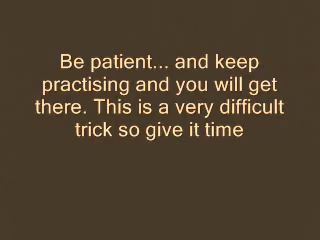 Be patient... and keep
practising and you will get
there. This is a very difficult
trick so give it time